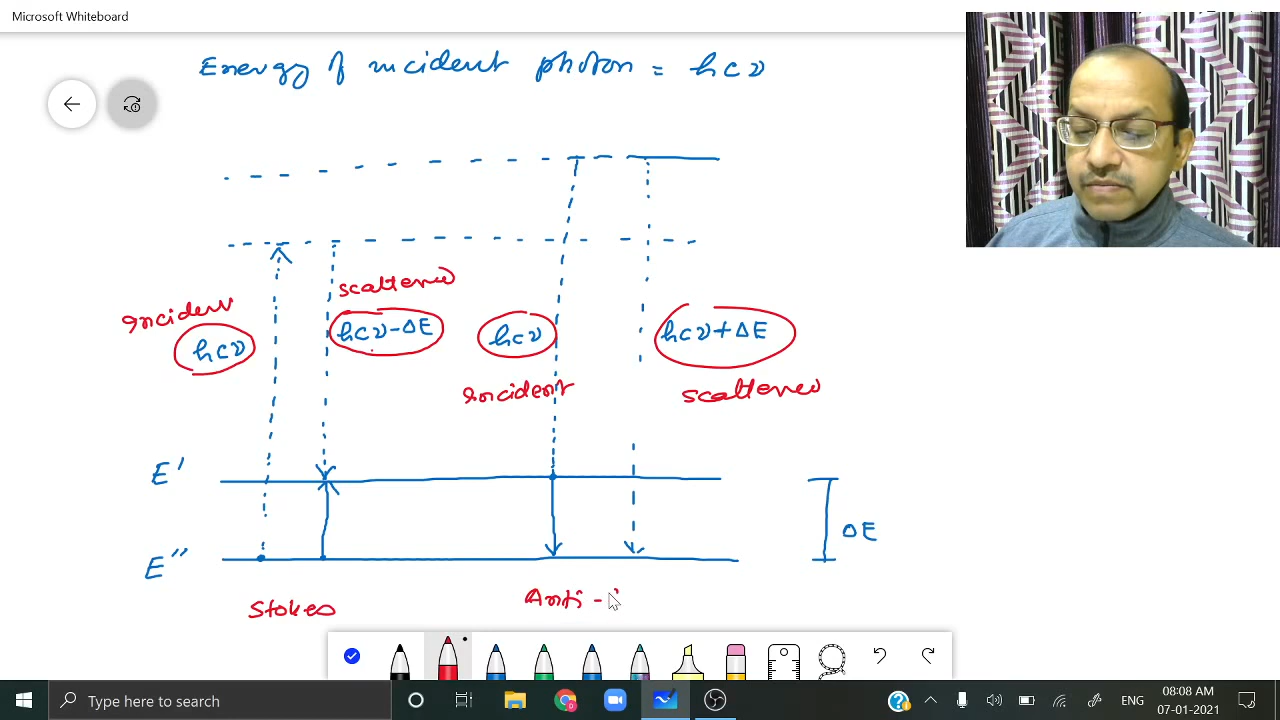 Microsoft Whiteboard
Energy of incident photon = hcν
scattered
Incident
hcν
hcν-ΔE
hcν
hcν+ΔE
Incident
scattered
E'
ΔE
E"
Stokes
Anti -
Type here to search
ENG
08:08 AM
07-01-2021